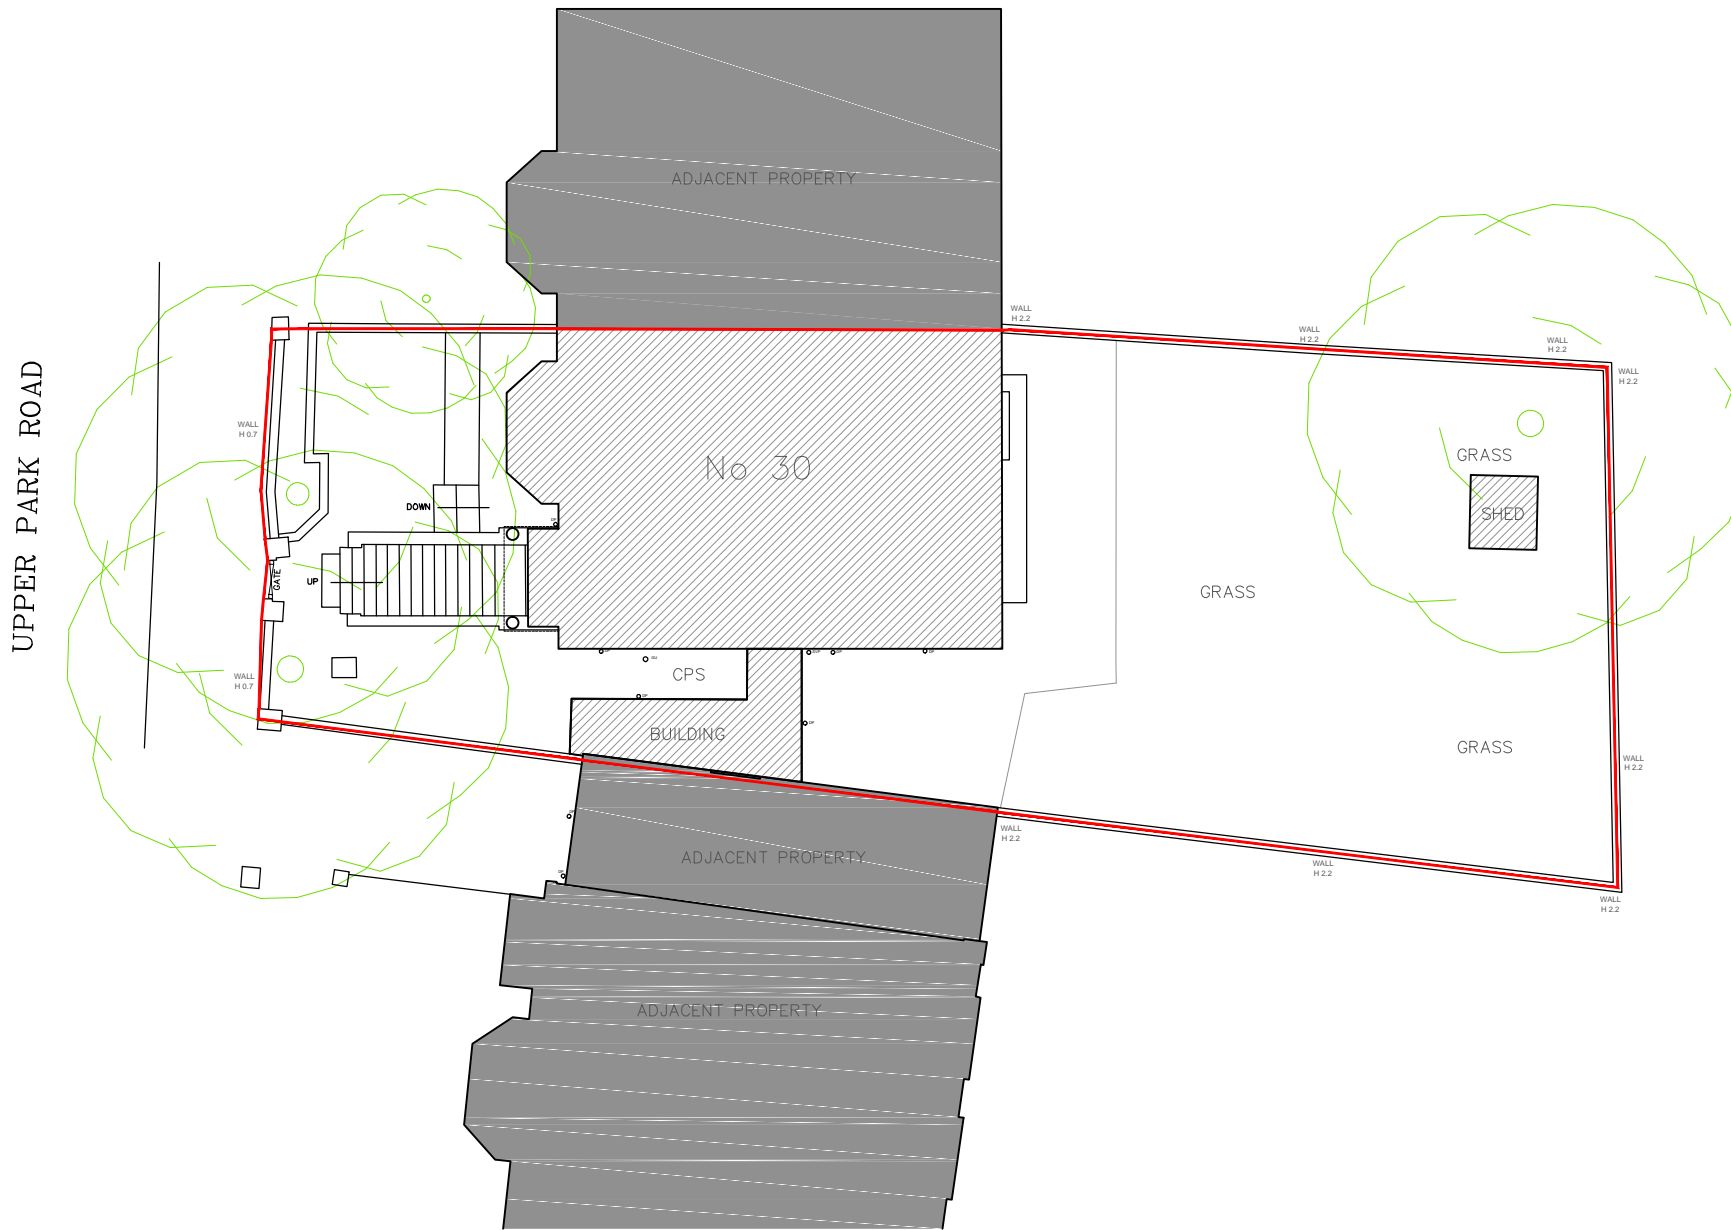 ADJACENT PROPERTY
WALL
H 2.2
WALL
H 2.2
WALL
H 2.2
WALL
H 2.2
UPPER PARK ROAD
WALL
H 0.7
No 30
GRASS
DOWN
SHED
GATE
UP
GRASS
WALL
H 0.7
CPS
BUILDING
GRASS
WALL
H 2.2
WALL
H 2.2
ADJACENT PROPERTY
WALL
H 2.2
WALL
H 2.2
ADJACENT PROPERTY